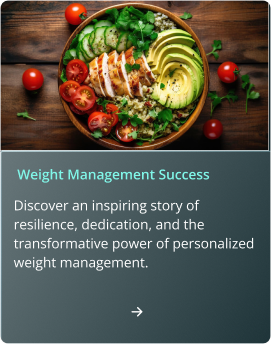 Weight Management Success
Discover an inspiring story of
resilience, dedication, and the
transformative power of personalized
weight management.